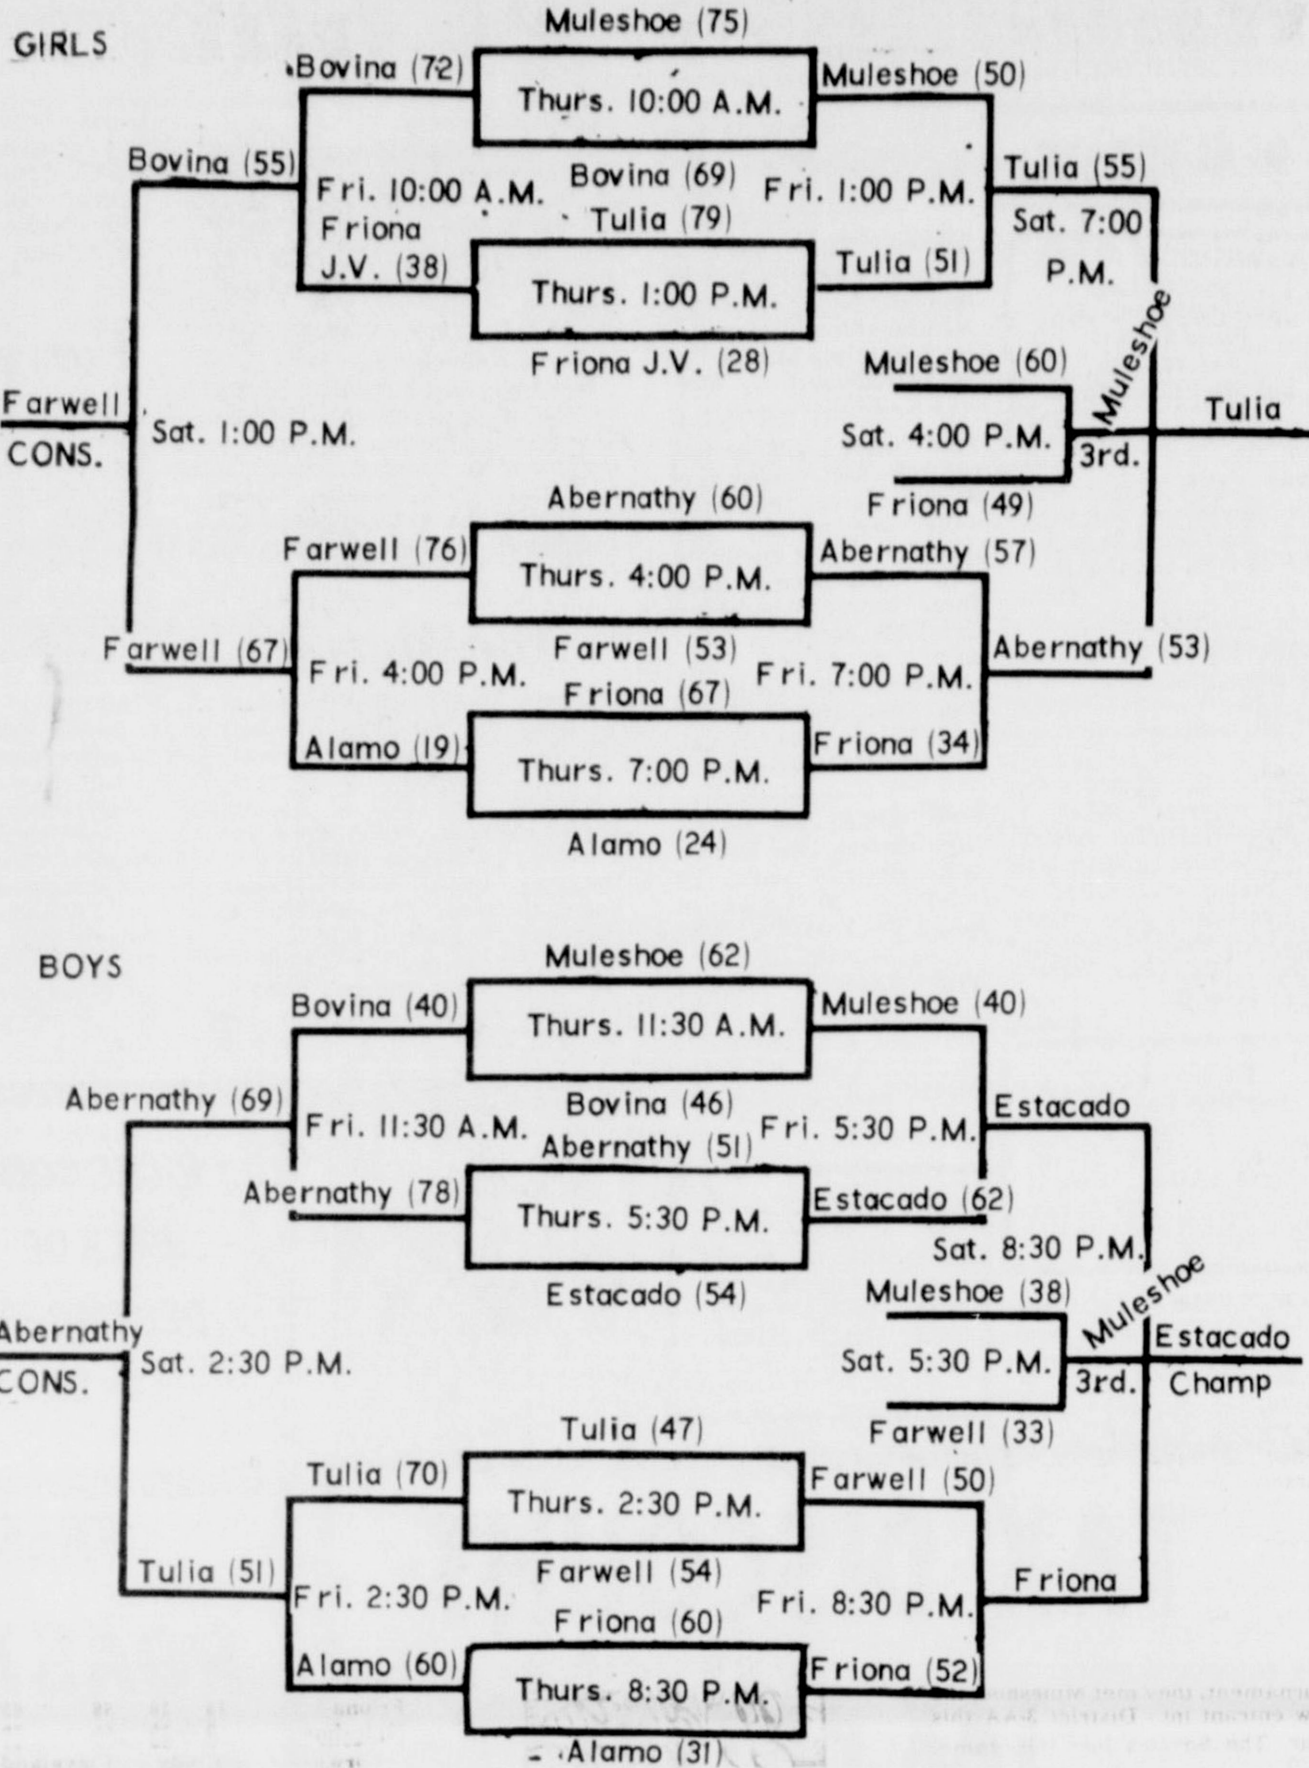 GIRLS
Muleshoe (75)
Bovina (72)
Thurs. 10:00 A.M.
Muleshoe (50)
Bovina (55)
Fri. 10:00 A.M.
Bovina (69)
Fri. 1:00 P.M.
Tulia (55)
Friona
J.V. (38)
Tulia (79)
Sat. 7:00
P.M.
Thurs. 1:00 P.M.
Tulia (51)
Friona J.V. (28)
Muleshoe (60)
Muleshoe
Farwell
CONS.
Sat. 1:00 P.M.
Sat. 4:00 P.M.
3rd.
Tulia
Friona (49)
Abernathy (60)
Farwell (76)
Thurs. 4:00 P.M.
Abernathy (57)
Farwell (67)
Fri. 4:00 P.M.
Farwell (53)
Fri. 7:00 P.M.
Abernathy (53)
Friona (67)
Alamo (19)
Thurs. 7:00 P.M.
Friona (34)
Alamo (24)
BOYS
Muleshoe (62)
Bovina (40)
Thurs. 11:30 A.M.
Muleshoe (40)
Abernathy (69)
Fri. 11:30 A.M.
Bovina (46)
Fri. 5:30 P.M.
Estacado
Abernathy (51)
Abernathy (78)
Thurs. 5:30 P.M.
Estacado (62)
Sat. 8:30 P.M.
Estacado (54)
Muleshoe (38)
Muleshoe
Abernathy
CONS.
Sat. 2:30 P.M.
Sat. 5:30 P.M.
3rd.
Estacado
Champ
Farwell (33)
Tulia (47)
Tulia (70)
Thurs. 2:30 P.M.
Farwell (50)
Tulia (51)
Fri. 2:30 P.M.
Farwell (54)
Fri. 8:30 P.M.
Friona
Friona (60)
Alamo (60)
Thurs. 8:30 P.M.
Friona (52)
Alamo (31)